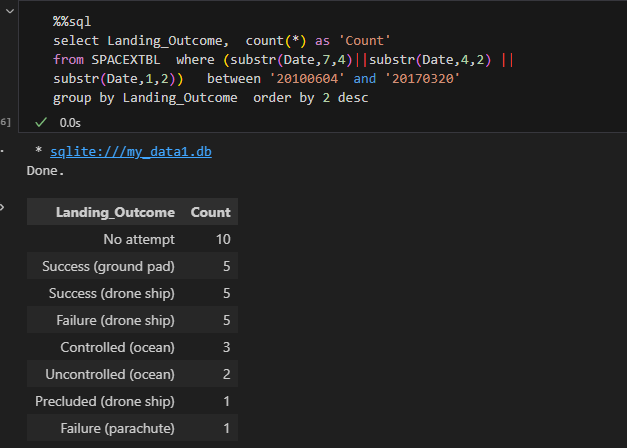 %%sql
select Landing_Outcome,  count(*) as 'Count'
from SPACEXTBL  where (substr(Date,7,4)||substr(Date,4,2) ||
substr(Date,1,2))   between '20100604' and '20170320'
group by Landing_Outcome  order by 2 desc
6]
0.0s
* sqlite:///my_data1.db
Done.
Landing_Outcome Count
No attempt 10
Success (ground pad) 5
Success (drone ship) 5
Failure (drone ship) 5
Controlled (ocean) 3
Uncontrolled (ocean) 2
Precluded (drone ship) 1
Failure (parachute) 1